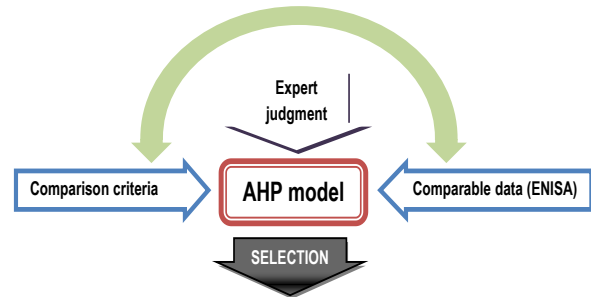 Expert
judgment
Comparison criteria
AHP model
Comparable data (ENISA)
SELECTION